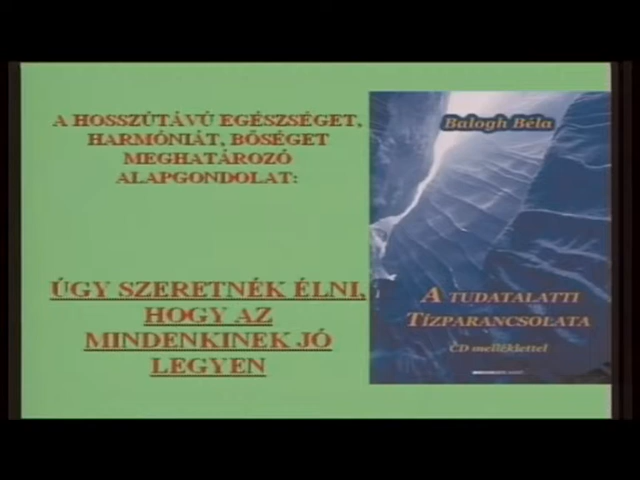 A HOSSZÚTÁVÚ EGÉSZSÉGET,
HARMÓNIÁT, BŐSÉGET
MEGHATÁROZÓ
ALAPGONDOLAT:
ÚGY SZERETNÉK ÉLNI,
HOGY AZ
MINDENKINEK JÓ
LEGYEN
Balogh Béla
A TUDATALATTI
TÍZPARANCSOLATA
CD melléklettel